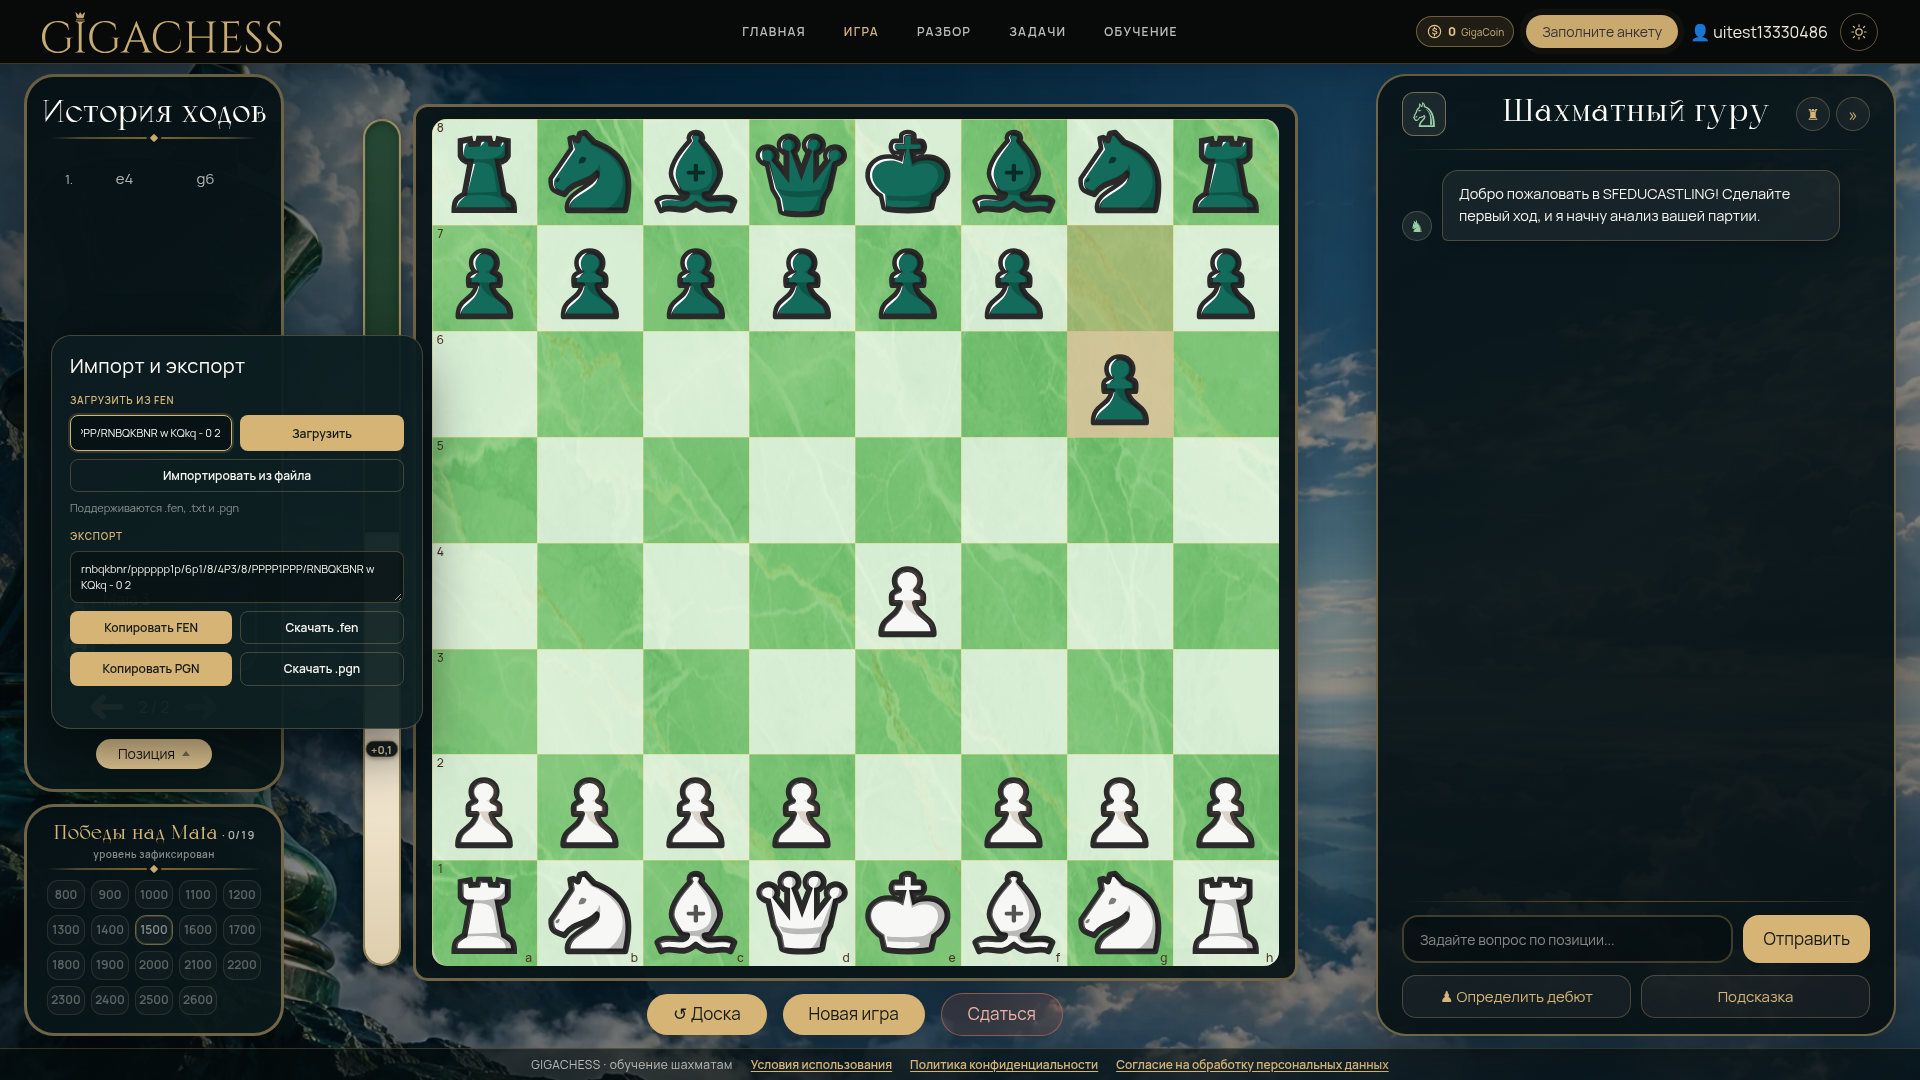 GIGACHESS
ГЛАВНАЯ
ИГРА
РАЗБОР
ЗАДАЧИ
ОБУЧЕНИЕ
0 GigaCoin
Заполните анкету
uitest13330486
История ходов
1. e4 g6
Импорт и экспорт
ЗАГРУЗИТЬ ИЗ FEN
PP/RNBQKBNR w KQkq - 0 2
Загрузить
Импортировать из файла
Поддерживаются .fen, .txt и .pgn
ЭКСПОРТ
rnbqkbnr/pppppp1p/6p1/8/4P3/8/PPPP1PPP/RNBQKBNR w
KQkq - 0 2
Копировать FEN
Скачать .fen
Копировать PGN
Скачать .pgn
2 / 2
Позиция
Победы над Maia · 0/19
уровень зафиксирован
800 900 1000 1100 1200
1300 1400 1500 1600 1700
1800 1900 2000 2100 2200
2300 2400 2500 2600
+0,1
8
7
6
5
4
3
2
1
a b c d e f g h
↺ Доска
Новая игра
Сдаться
Шахматный гуру
»
Добро пожаловать в SFEDUCASTLING! Сделайте
первый ход, и я начну анализ вашей партии.
Задайте вопрос по позиции...
Отправить
Определить дебют
Подсказка
GIGACHESS · обучение шахматам
Условия использования
Политика конфиденциальности
Согласие на обработку персональных данных